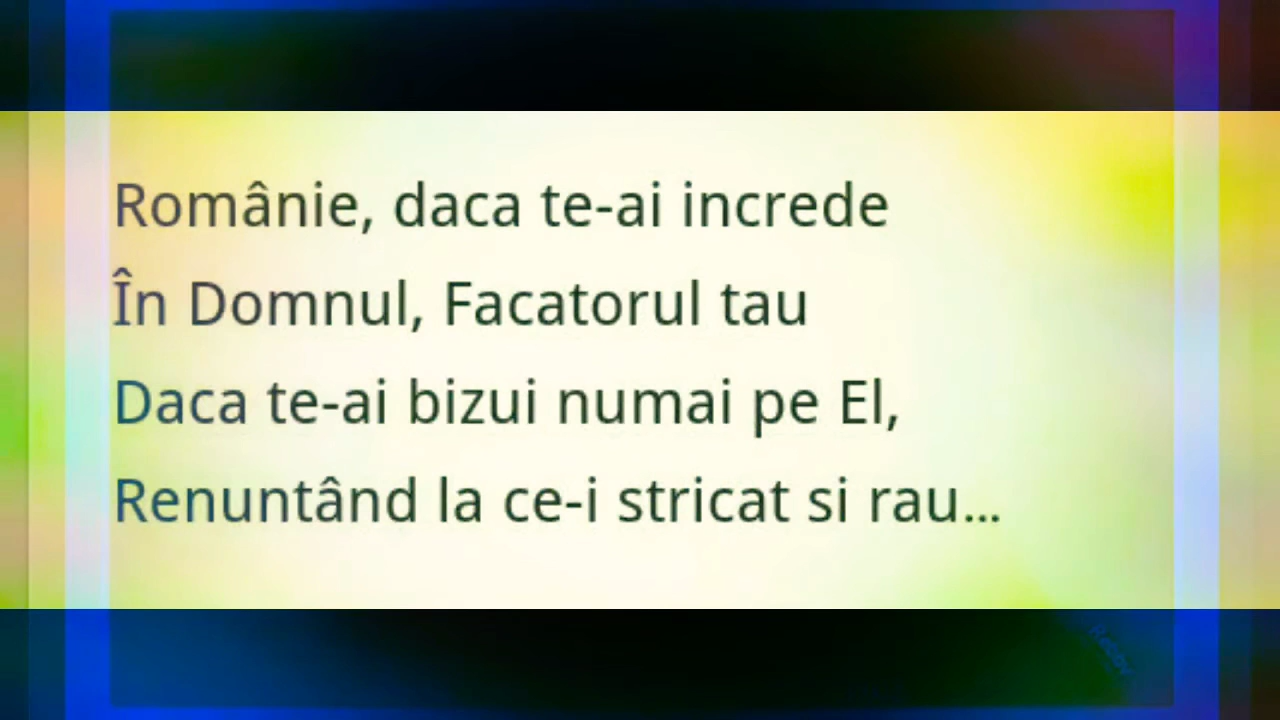 Românie, daca te-ai increde
În Domnul, Facatorul tau
Daca te-ai bizui numai pe El,
Renuntând la ce-i stricat si rau...